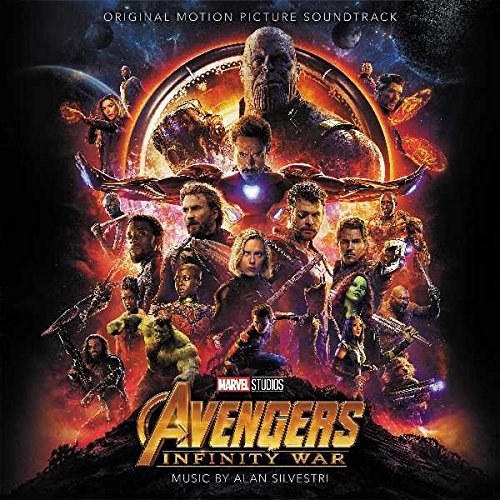 ORIGINAL MOTION PICTURE SOUNDTRACK
MARVEL STUDIOS
AVENGERS
INFINITY WAR
MUSIC BY ALAN SILVESTRI